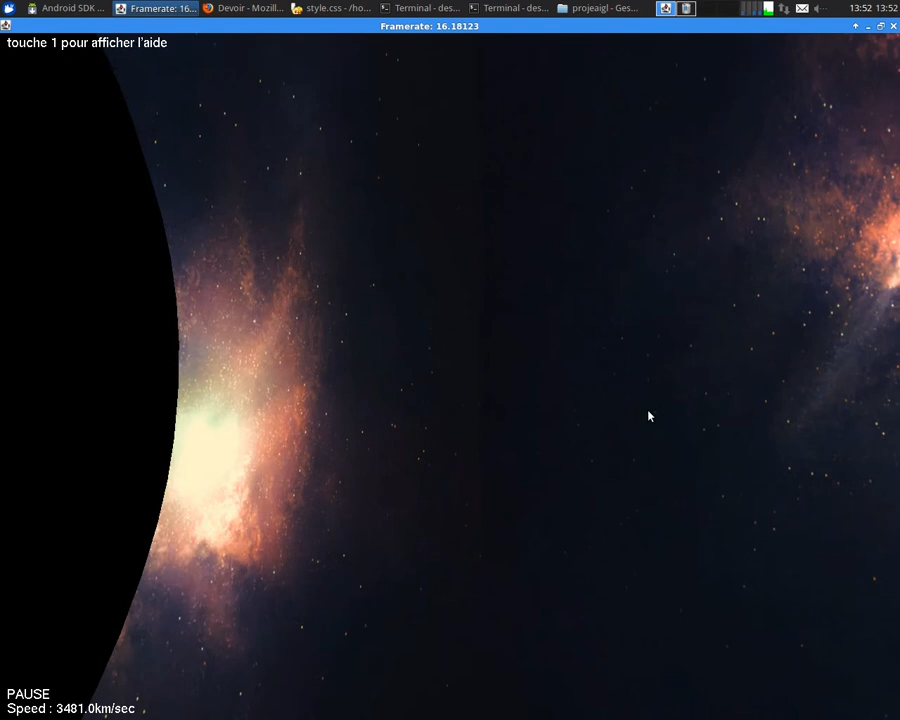 Android SDK ...
Framerate: 16...
Devoir - Mozill...
style.css - /ho...
Terminal - des...
Terminal - des...
projeaigl - Ges...
13:52 13:52
Framerate: 16.18123
touche 1 pour afficher l'aide
PAUSE
Speed : 3481.0km/sec